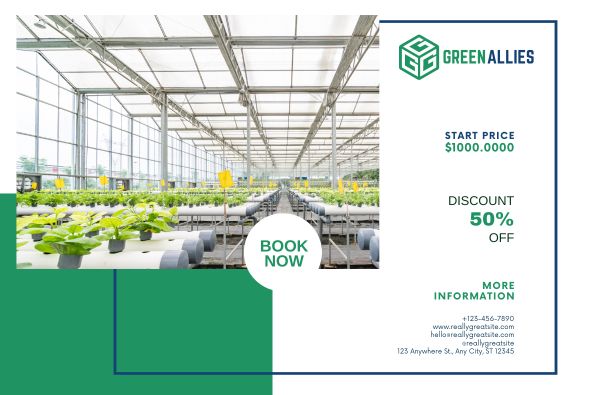 GREENALLIES
START PRICE
$1000.0000
DISCOUNT
50%
OFF
BOOK
NOW
MORE
INFORMATION
+123-456-7890
www.reallygreatsite.com
hello@reallygreatsite.com
@reallygreatsite
123 Anywhere St., Any City, ST 12345